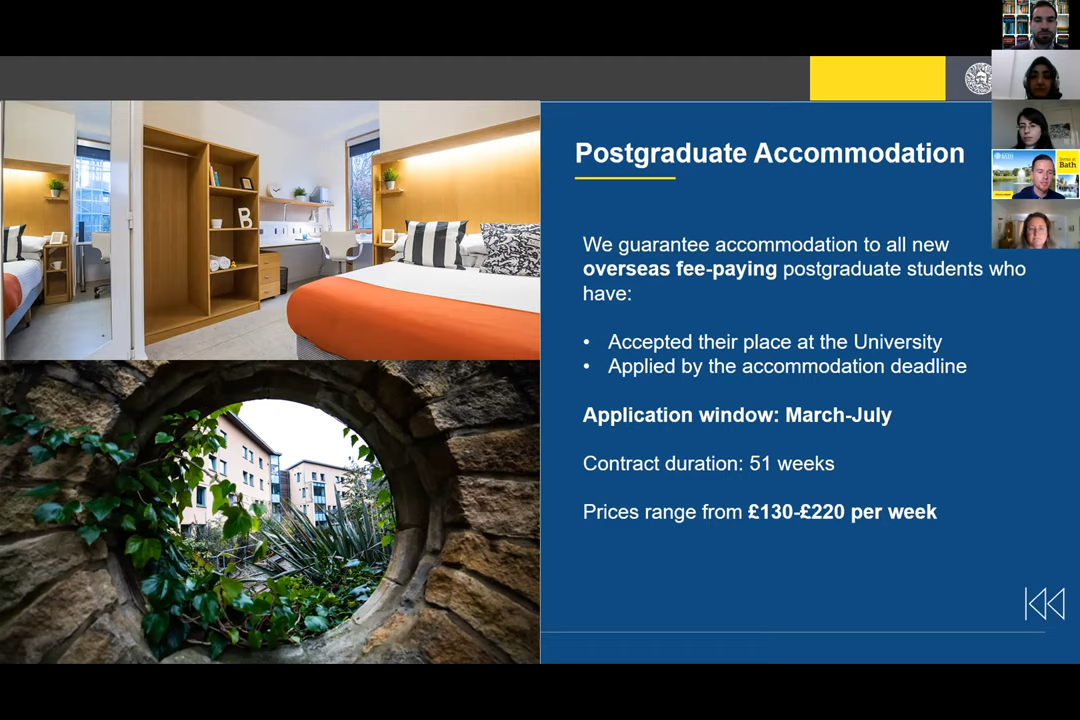 Postgraduate Accommodation
We guarantee accommodation to all new
overseas fee-paying postgraduate students who
have:
• Accepted their place at the University
• Applied by the accommodation deadline
Application window: March-July
Contract duration: 51 weeks
Prices range from £130-£220 per week
B
BATH
Bath